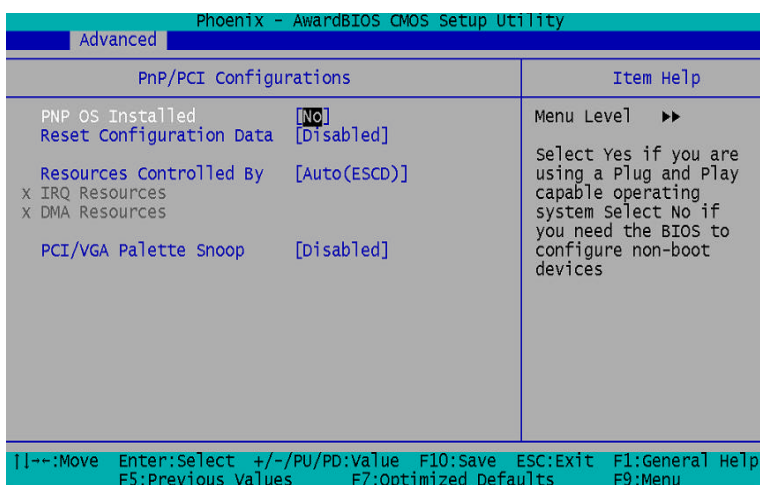 Phoenix - AwardBIOS CMOS Setup Utility
Advanced
PnP/PCI Configurations
Item Help
PNP OS Installed [No]
Reset Configuration Data [Disabled]
Resources Controlled By [Auto(ESCD)]
x IRQ Resources
x DMA Resources
PCI/VGA Palette Snoop [Disabled]
Menu Level ►►
Select Yes if you are
using a Plug and Play
capable operating
system Select No if
you need the BIOS to
configure non-boot
devices
↑↓→←:Move Enter:Select +/-/PU/PD:Value F10:Save ESC:Exit F1:General Help
F5:Previous Values F7:Optimized Defaults F9:Menu